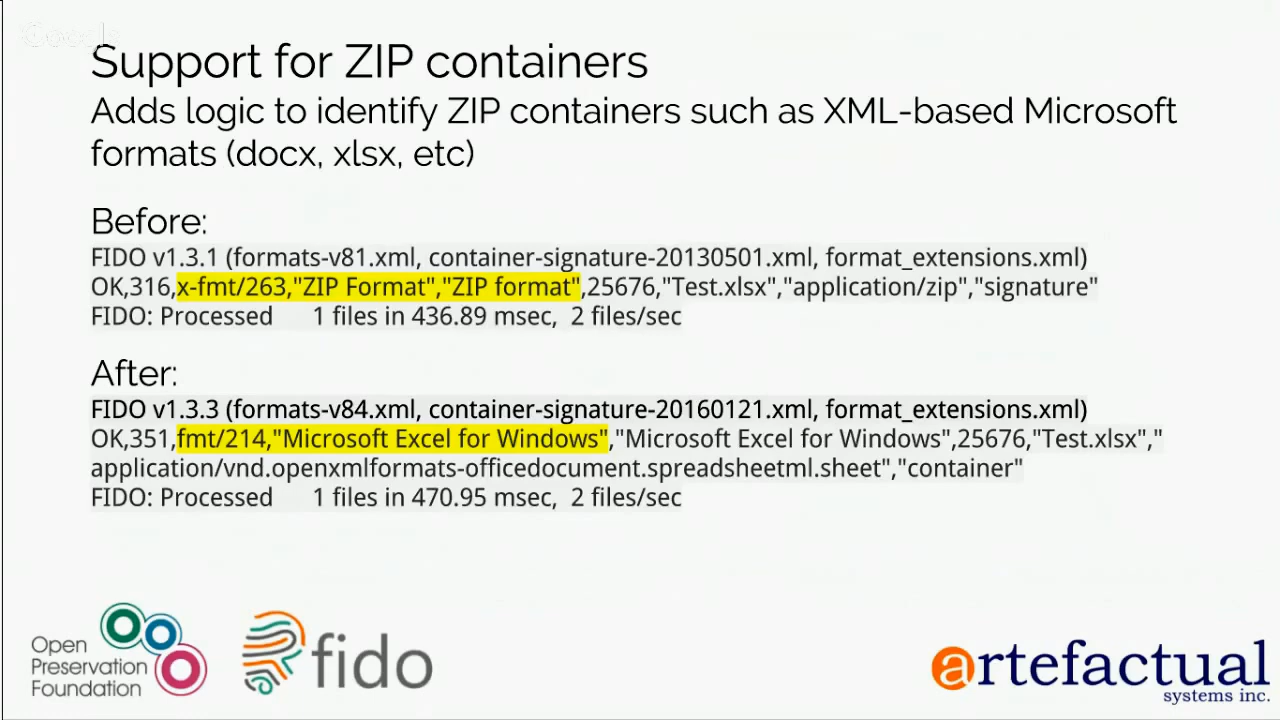 Google
Support for ZIP containers
Adds logic to identify ZIP containers such as XML-based Microsoft
formats (docx, xlsx, etc)
Before:
FIDO v1.3.1 (formats-v81.xml, container-signature-20130501.xml, format_extensions.xml)
OK,316,x-fmt/263,"ZIP Format","ZIP format",25676,"Test.xlsx","application/zip","signature"
FIDO: Processed 1 files in 436.89 msec, 2 files/sec
After:
FIDO v1.3.3 (formats-v84.xml, container-signature-20160121.xml, format_extensions.xml)
OK,351,fmt/214,"Microsoft Excel for Windows","Microsoft Excel for Windows",25676,"Test.xlsx","
application/vnd.openxmlformats-officedocument.spreadsheetml.sheet","container"
FIDO: Processed 1 files in 470.95 msec, 2 files/sec
Open
Preservation
Foundation
fido
artefactual
systems inc.